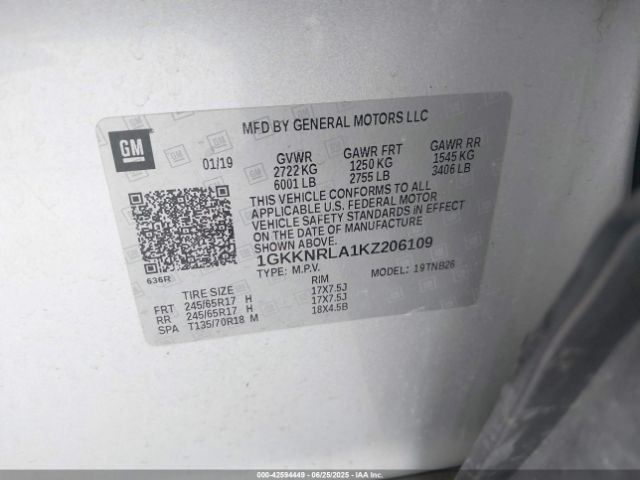 GM
MFD BY GENERAL MOTORS LLC
01/19
GVWR
2722 KG
6001 LB
GAWR FRT
1250 KG
2755 LB
GAWR RR
1545 KG
3406 LB
THIS VEHICLE CONFORMS TO ALL
APPLICABLE U.S. FEDERAL MOTOR
VEHICLE SAFETY STANDARDS IN EFFECT
ON THE DATE OF MANUFACTURE
SHOWN ABOVE.
1GKKNRLA1KZ206109
TYPE: M.P.V.
MODEL: 19TNB26
636R
TIRE SIZE RIM
FRT 245/65R17 H 17X7.5J
RR 245/65R17 H 17X7.5J
SPA T135/70R18 M 18X4.5B
000-42594449 | 06/25/2025 | IAAI.COM